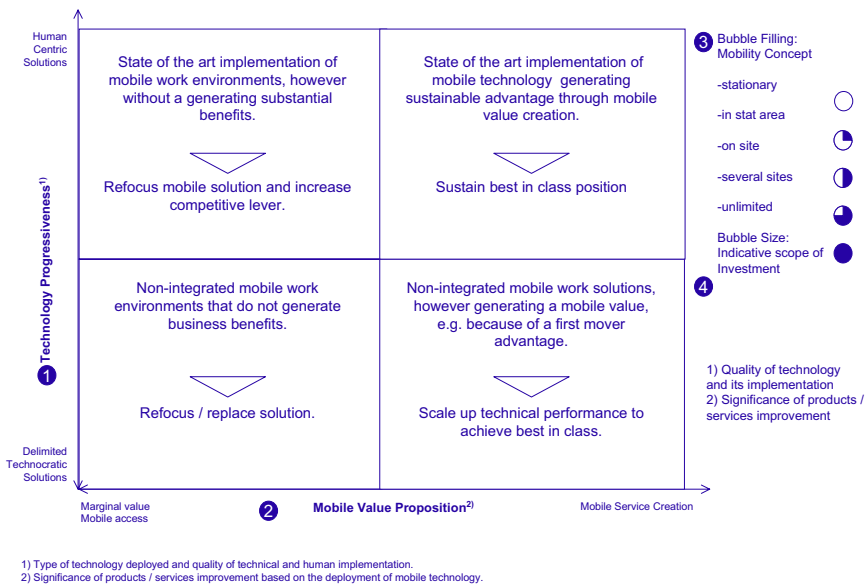 Human
Centric
Solutions
State of the art implementation of
mobile work environments, however
without a generating substantial
benefits.
Refocus mobile solution and increase
competitive lever.
State of the art implementation of
mobile technology generating
sustainable advantage through mobile
value creation.
Sustain best in class position
Non-integrated mobile work
environments that do not generate
business benefits.
Refocus / replace solution.
Non-integrated mobile work solutions,
however generating a mobile value,
e.g. because of a first mover
advantage.
Scale up technical performance to
achieve best in class.
1 Technology Progressiveness1)
Delimited
Technocratic
Solutions
Marginal value
Mobile access
2 Mobile Value Proposition2)
Mobile Service Creation
3 Bubble Filling:
Mobility Concept
-stationary
-in stat area
-on site
-several sites
-unlimited
Bubble Size:
Indicative scope of
Investment
4
1) Quality of technology
and its implementation
2) Significance of products /
services improvement
1) Type of technology deployed and quality of technical and human implementation.
2) Significance of products / services improvement based on the deployment of mobile technology.